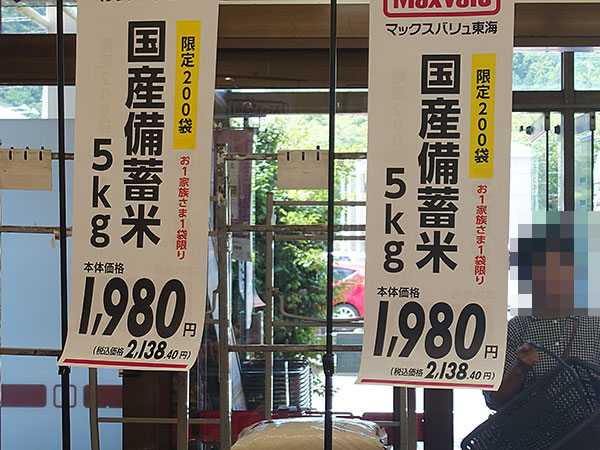 限定200袋
国産備蓄米
5kg
お1家族さま1袋限り
本体価格
1,980円
(税込価格 2,138.40円)
MaxValu
マックスバリュ東海
限定200袋
国産備蓄米
5kg
お1家族さま1袋限り
本体価格
1,980円
(税込価格 2,138.40円)